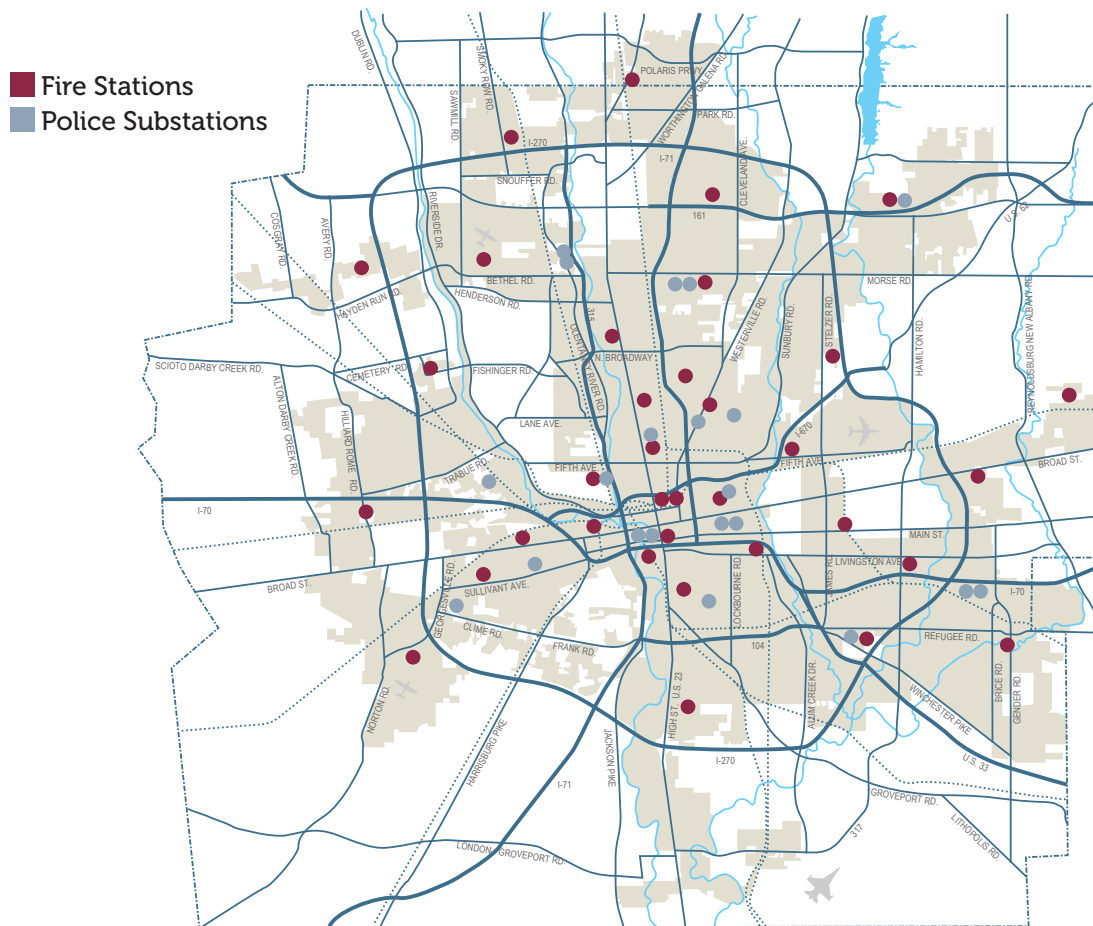 Fire Stations
Police Substations
DUBLIN RD.
SMOKY ROW RD.
SAWMILL RD.
POLARIS PKWY.
WORTHINGTON GALENA RD.
PARK RD.
CLEVELAND AVE.
I-270
I-71
SNOUFFER RD.
161
U.S. 62
COSGRAY RD.
AVERY RD.
RIVERSIDE DR.
BETHEL RD.
HENDERSON RD.
HAYDEN RUN RD.
315
OLENTANGY RIVER RD.
MORSE RD
WESTERVILLE RD.
SUNBURY RD.
STELZER RD.
HAMILTON RD.
REYNOLDSBURG NEW ALBANY RD.
N. BROADWAY
SCIOTO DARBY CREEK RD.
CEMETERY RD.
FISHINGER RD.
ALTON DARBY CREEK RD.
HILLIARD ROME RD.
LANE AVE.
I-670
TRABUE RD.
FIFTH AVE.
FIFTH AVE.
BROAD ST.
I-70
MAIN ST.
LIVINGSTON AVE.
JAMES RD.
LOCKBOURNE RD.
BROAD ST.
GEORGESVILLE RD.
SULLIVANT AVE.
I-70
CLIME RD.
FRANK RD.
104
REFUGEE RD.
BRICE RD.
GENDER RD.
WINCHESTER PIKE
ALUM CREEK DR.
NORTON RD.
HARRISBURG PIKE
JACKSON PIKE
HIGH ST. U.S. 23
I-270
U.S. 33
I-71
GROVEPORT RD.
LITHOPOLIS RD.
317
LONDON - GROVEPORT RD.